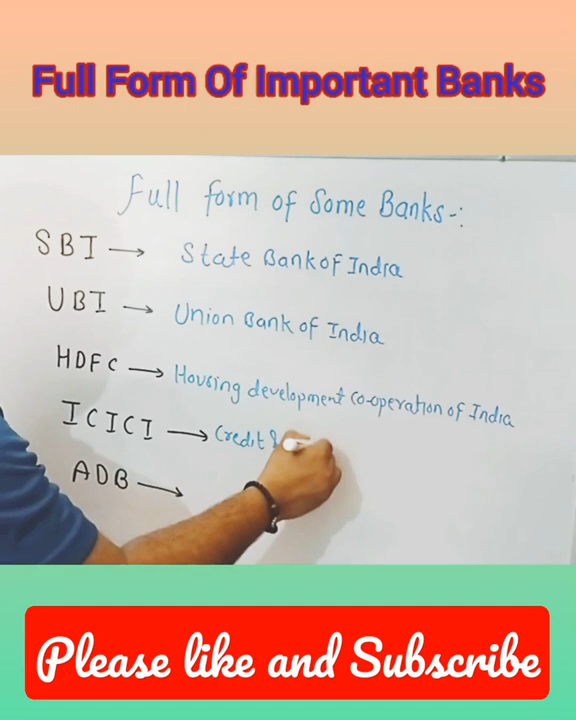 Full Form Of Important Banks
Full form of Some Banks-:
SBI → State Bank of India
UBI → Union Bank of India
HDFC → Housing development co-operation of India
ICICI → Credit &
ADB →
Please like and Subscribe